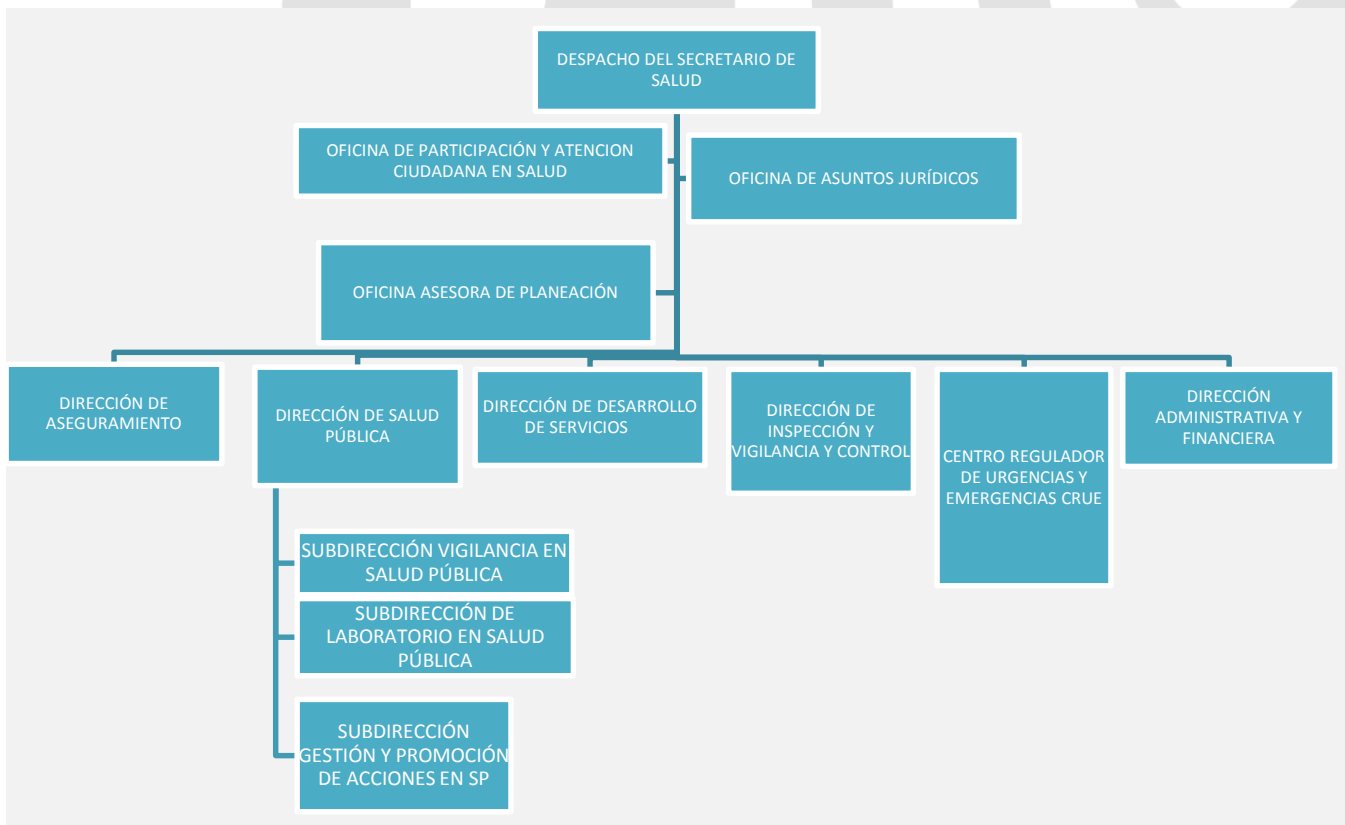 DESPACHO DEL SECRETARIO DE
SALUD
OFICINA DE PARTICIPACIÓN Y ATENCION
CIUDADANA EN SALUD
OFICINA DE ASUNTOS JURÍDICOS
OFICINA ASESORA DE PLANEACIÓN
DIRECCIÓN DE
ASEGURAMIENTO
DIRECCIÓN DE SALUD
PÚBLICA
DIRECCIÓN DE DESARROLLO
DE SERVICIOS
DIRECCIÓN DE
INSPECCIÓN Y
VIGILANCIA Y CONTROL
CENTRO REGULADOR
DE URGENCIAS Y
EMERGENCIAS CRUE
DIRECCIÓN
ADMINISTRATIVA Y
FINANCIERA
SUBDIRECCIÓN VIGILANCIA EN
SALUD PÚBLICA
SUBDIRECCIÓN DE
LABORATORIO EN SALUD
PÚBLICA
SUBDIRECCIÓN
GESTIÓN Y PROMOCIÓN
DE ACCIONES EN SP